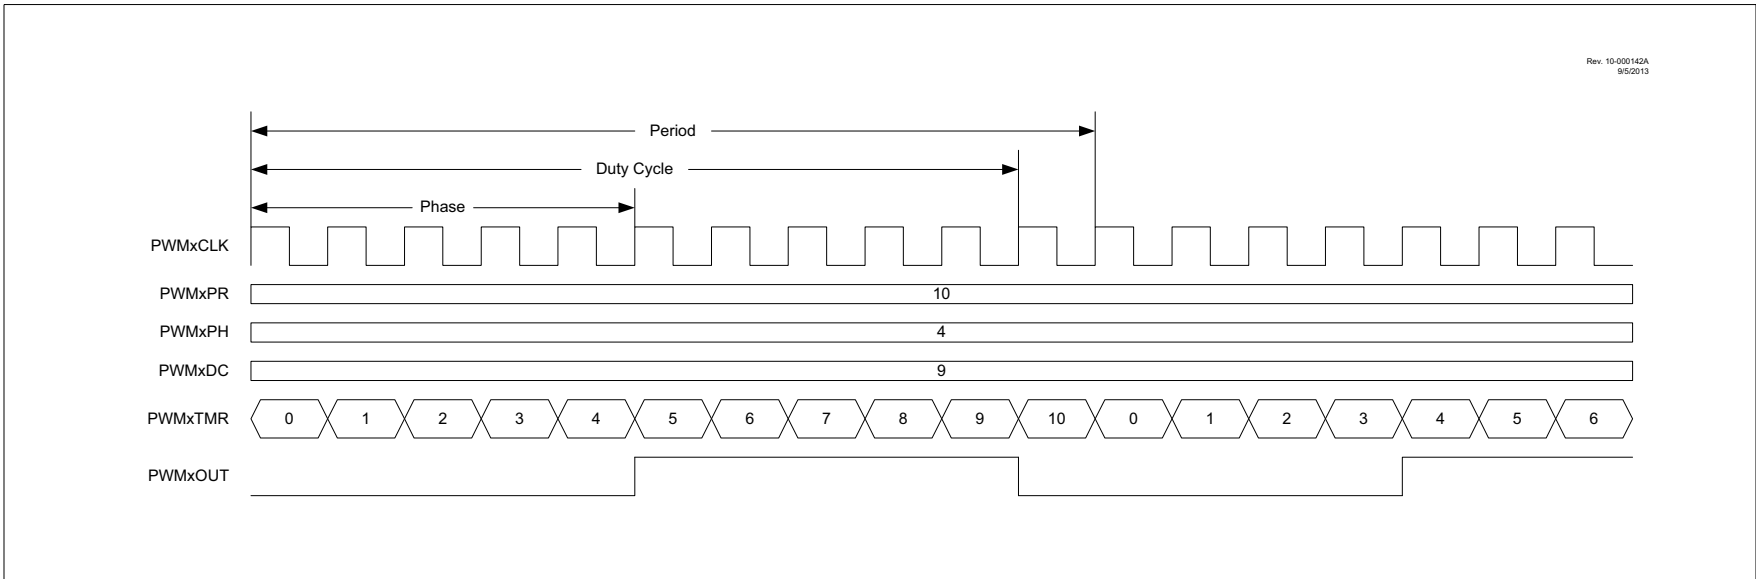 Rev. 10-000142A
9/5/2013
Period
Duty Cycle
Phase
PWMxCLK
PWMxPR 10
PWMxPH 4
PWMxDC 9
PWMxTMR 0 1 2 3 4 5 6 7 8 9 10 0 1 2 3 4 5 6
PWMxOUT